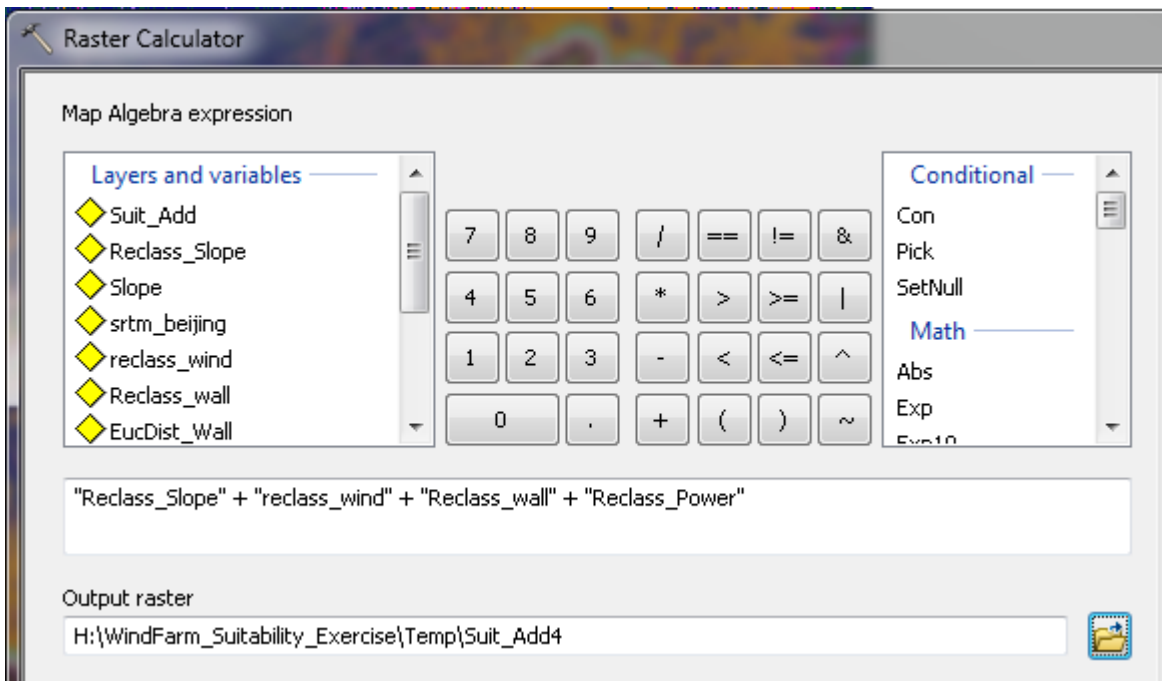 Raster Calculator
Map Algebra expression
Layers and variables
Suit_Add
Reclass_Slope
Slope
srtm_beijing
reclass_wind
Reclass_wall
EucDist_Wall
7 8 9 / == != &
4 5 6 * > >= |
1 2 3 - < <= ^
0 . + ( ) ~
Conditional
Con
Pick
SetNull
Math
Abs
Exp
Exp10
"Reclass_Slope" + "reclass_wind" + "Reclass_wall" + "Reclass_Power"
Output raster
H:\WindFarm_Suitability_Exercise\Temp\Suit_Add4